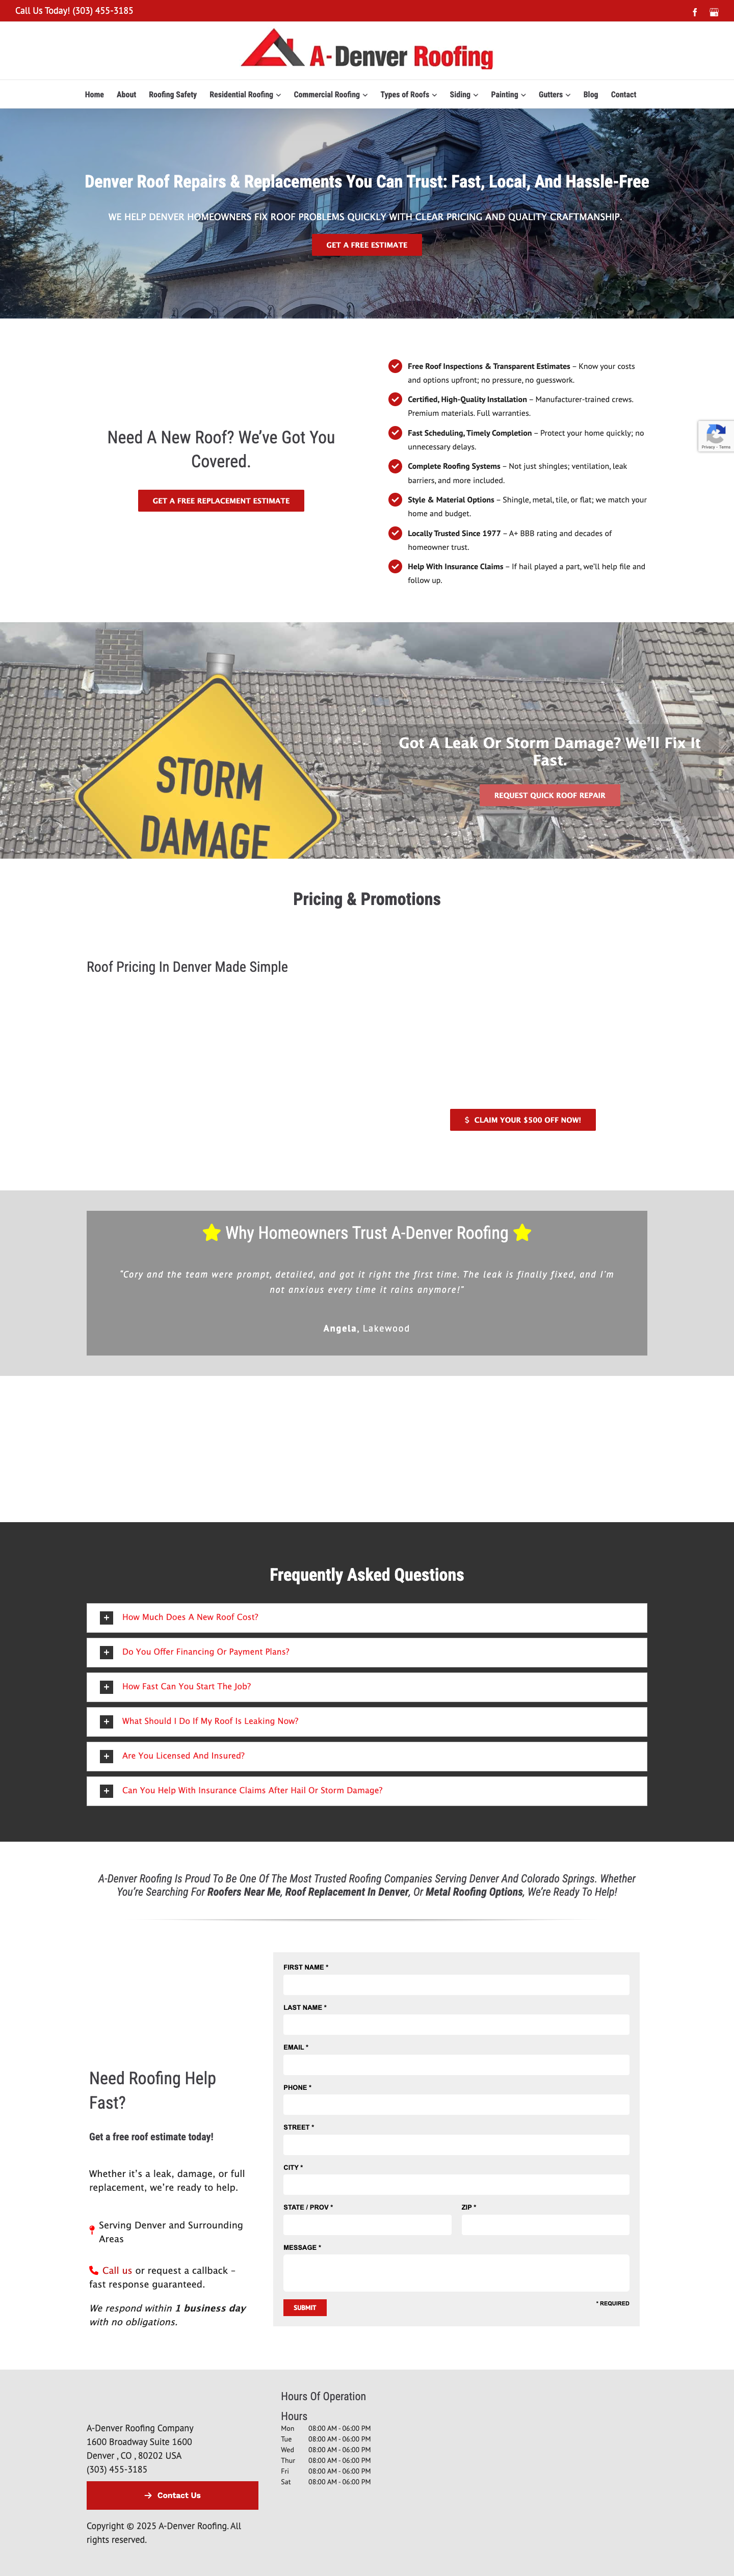 Call Us Today! (303) 455-3185
A-Denver Roofing
Home About Roofing Safety Residential Roofing Commercial Roofing Types of Roofs Siding Painting Gutters Blog Contact
Denver Roof Repairs & Replacements You Can Trust: Fast, Local, And Hassle-Free
WE HELP DENVER HOMEOWNERS FIX ROOF PROBLEMS QUICKLY WITH CLEAR PRICING AND QUALITY CRAFTSMANSHIP.
GET A FREE ESTIMATE
Need A New Roof? We've Got You
Covered.
GET A FREE REPLACEMENT ESTIMATE
Free Roof Inspections & Transparent Estimates – Know your costs
and options upfront; no pressure, no guesswork.
Certified, High-Quality Installation – Manufacturer-trained crews.
Premium materials. Full warranties.
Fast Scheduling, Timely Completion – Protect your home quickly; no
unnecessary delays.
Complete Roofing Systems – Not just shingles; ventilation, leak
barriers, and more included.
Style & Material Options – Shingle, metal, tile, or flat; we match your
home and budget.
Locally Trusted Since 1977 – A+ BBB rating and decades of
homeowner trust.
Help With Insurance Claims – If hail played a part, we'll help file and
follow up.
Privacy - Terms
STORM
DAMAGE
Got A Leak Or Storm Damage? We'll Fix It
Fast.
REQUEST QUICK ROOF REPAIR
Pricing & Promotions
Roof Pricing In Denver Made Simple
$ CLAIM YOUR $500 OFF NOW!
Why Homeowners Trust A-Denver Roofing
"Cory and the team were prompt, detailed, and got it right the first time. The leak is finally fixed, and I'm
not anxious every time it rains anymore!"
Angela, Lakewood
Frequently Asked Questions
How Much Does A New Roof Cost?
Do You Offer Financing Or Payment Plans?
How Fast Can You Start The Job?
What Should I Do If My Roof Is Leaking Now?
Are You Licensed And Insured?
Can You Help With Insurance Claims After Hail Or Storm Damage?
A-Denver Roofing Is Proud To Be One Of The Most Trusted Roofing Companies Serving Denver And Colorado Springs. Whether
You're Searching For Roofers Near Me, Roof Replacement In Denver, Or Metal Roofing Options, We're Ready To Help!
Need Roofing Help
Fast?
Get a free roof estimate today!
Whether it's a leak, damage, or full
replacement, we're ready to help.
Serving Denver and Surrounding
Areas
Call us or request a callback –
fast response guaranteed.
We respond within 1 business day
with no obligations.
FIRST NAME *
LAST NAME *
EMAIL *
PHONE *
STREET *
CITY *
STATE / PROV * ZIP *
MESSAGE *
SUBMIT
* REQUIRED
A-Denver Roofing Company
1600 Broadway Suite 1600
Denver , CO , 80202 USA
(303) 455-3185
Contact Us
Copyright © 2025 A-Denver Roofing. All
rights reserved.
Hours Of Operation
Hours
Mon 08:00 AM - 06:00 PM
Tue 08:00 AM - 06:00 PM
Wed 08:00 AM - 06:00 PM
Thur 08:00 AM - 06:00 PM
Fri 08:00 AM - 06:00 PM
Sat 08:00 AM - 06:00 PM